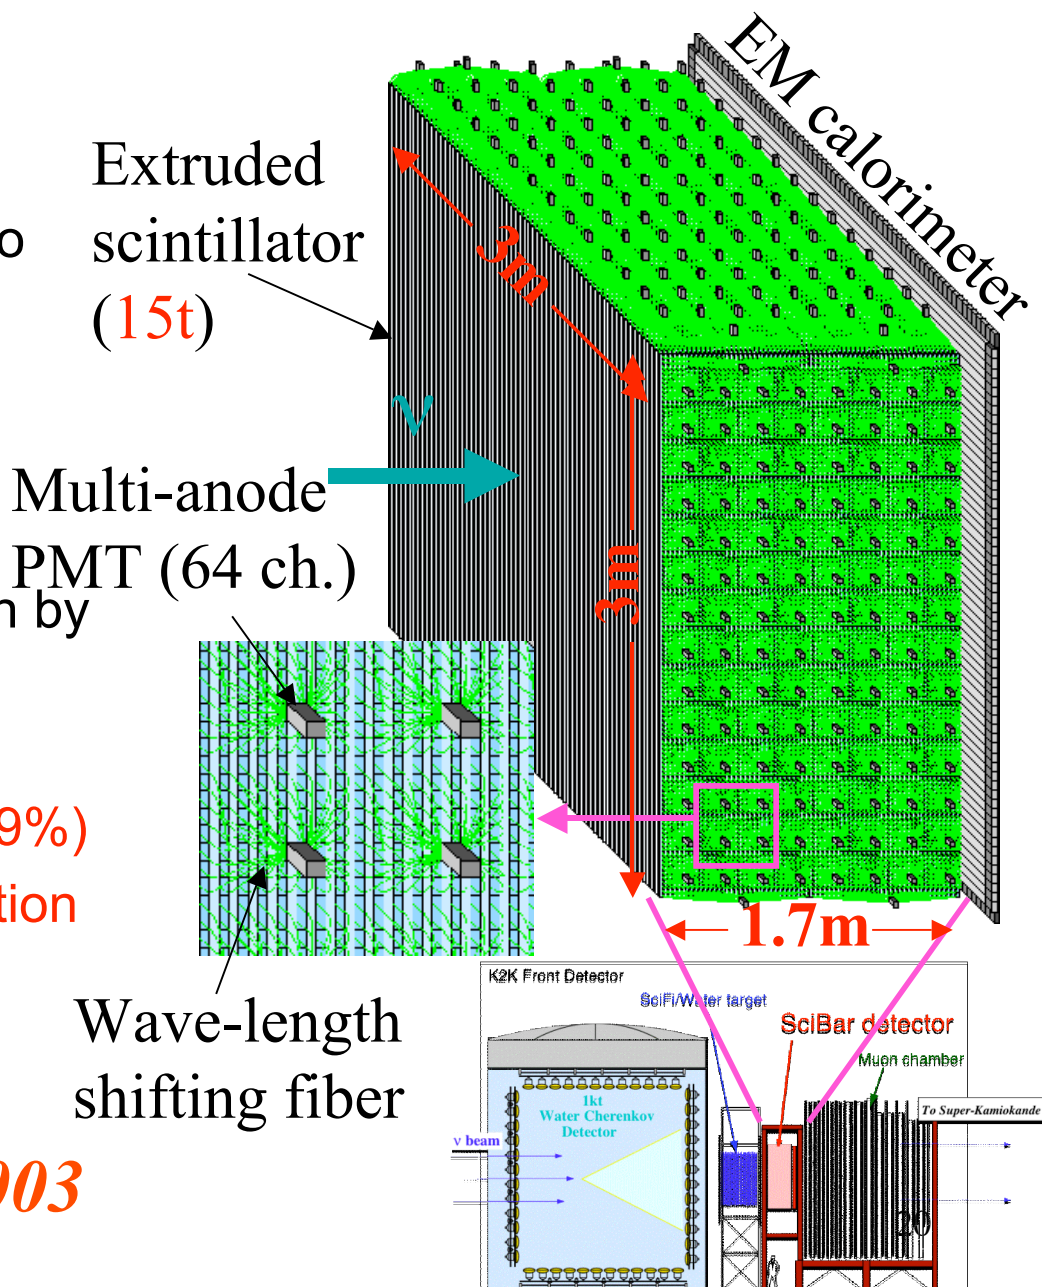 EM calorimeter
Extruded
scintillator
(15t)
o
3m
ν
Multi-anode
PMT (64 ch.)
n by
3m
9%)
tion
1.7m
Wave-length
shifting fiber
003
K2K Front Detector
SciFi/Water target
SciBar detector
Muon chamber
1kt
Water Cherenkov
Detector
To Super-Kamiokande
ν beam
20